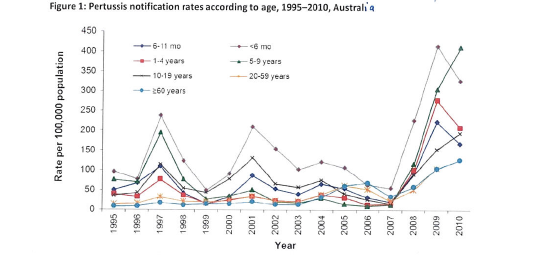 Figure 1: Pertussis notification rates according to age, 1995–2010, Australia
450
400
350
300
250
200
150
100
50
0
Rate per 100,000 population
6-11 mo
<6 mo
1-4 years
5-9 years
10-19 years
20-59 years
≥60 years
1995
1996
1997
1998
1999
2000
2001
2002
2003
2004
2005
2006
2007
2008
2009
2010
Year